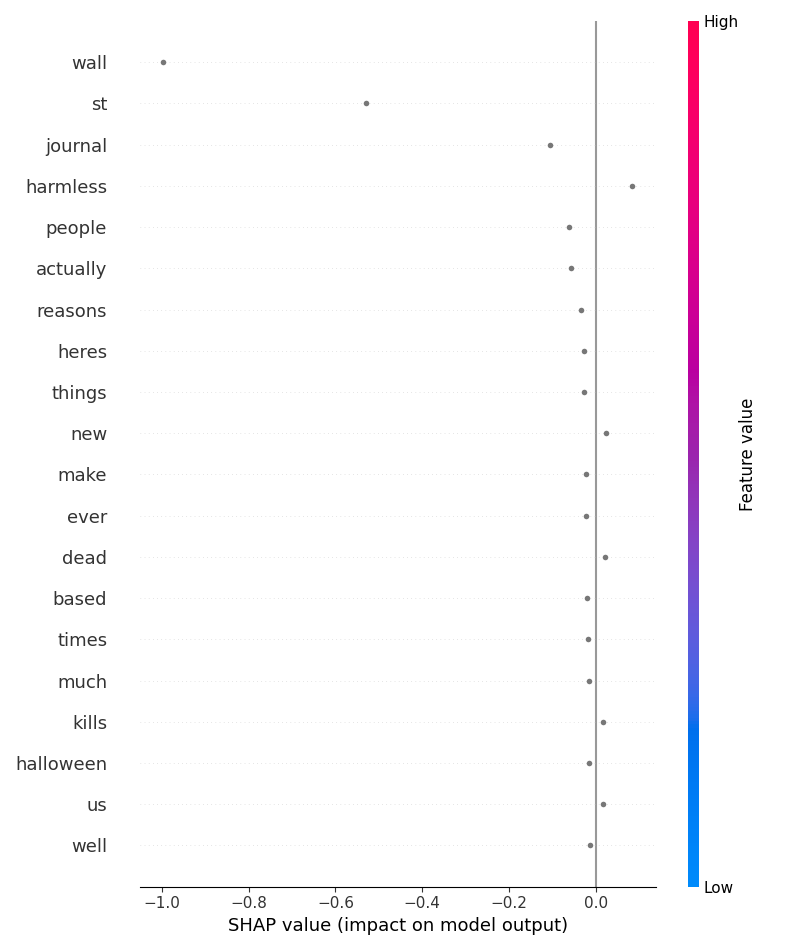 High
wall
st
journal
harmless
people
actually
reasons
heres
things
new
make
ever
dead
based
times
much
kills
halloween
us
well
Feature value
Low
−1.0 −0.8 −0.6 −0.4 −0.2 0.0
SHAP value (impact on model output)